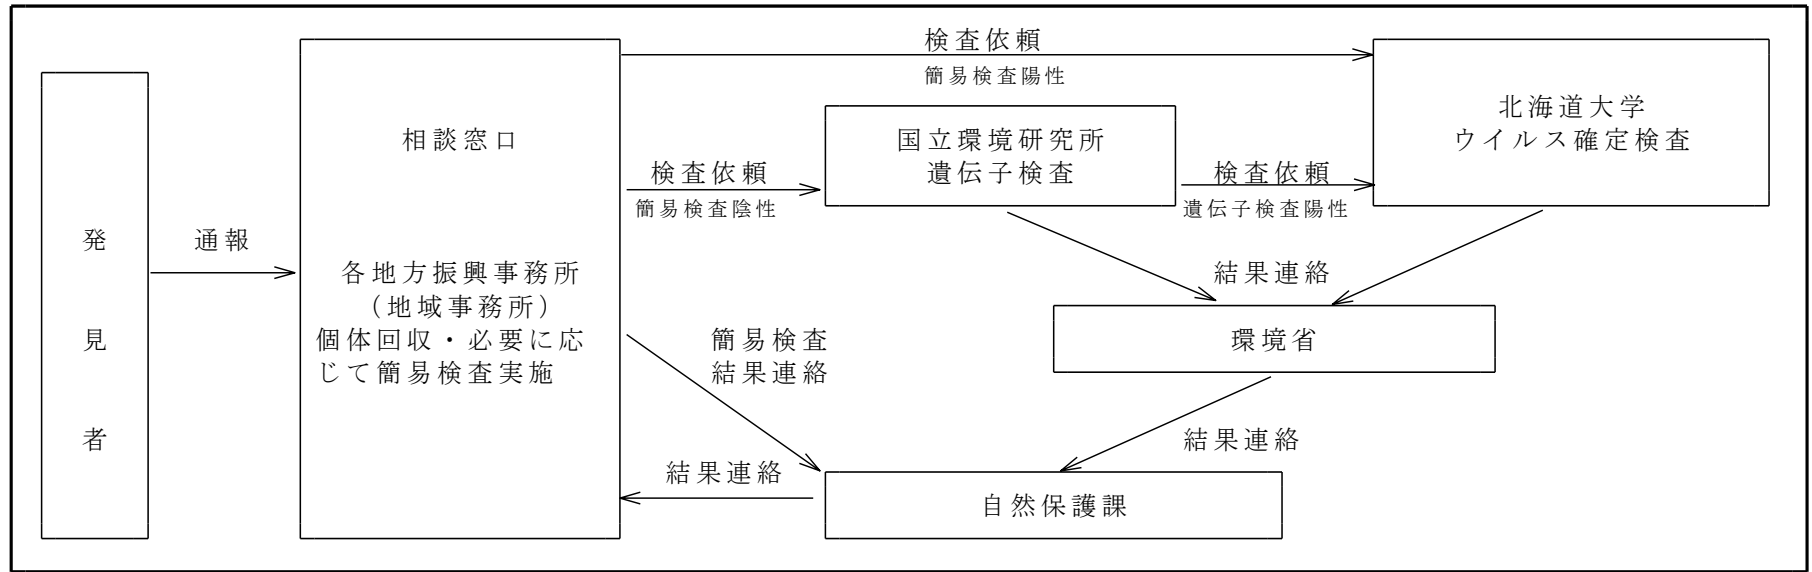 発見者
通報
相談窓口
各地方振興事務所
（地域事務所）
個体回収・必要に応
じて簡易検査実施
検査依頼
簡易検査陽性
検査依頼
簡易検査陰性
国立環境研究所
遺伝子検査
検査依頼
遺伝子検査陽性
北海道大学
ウイルス確定検査
結果連絡
環境省
簡易検査
結果連絡
結果連絡
結果連絡
自然保護課